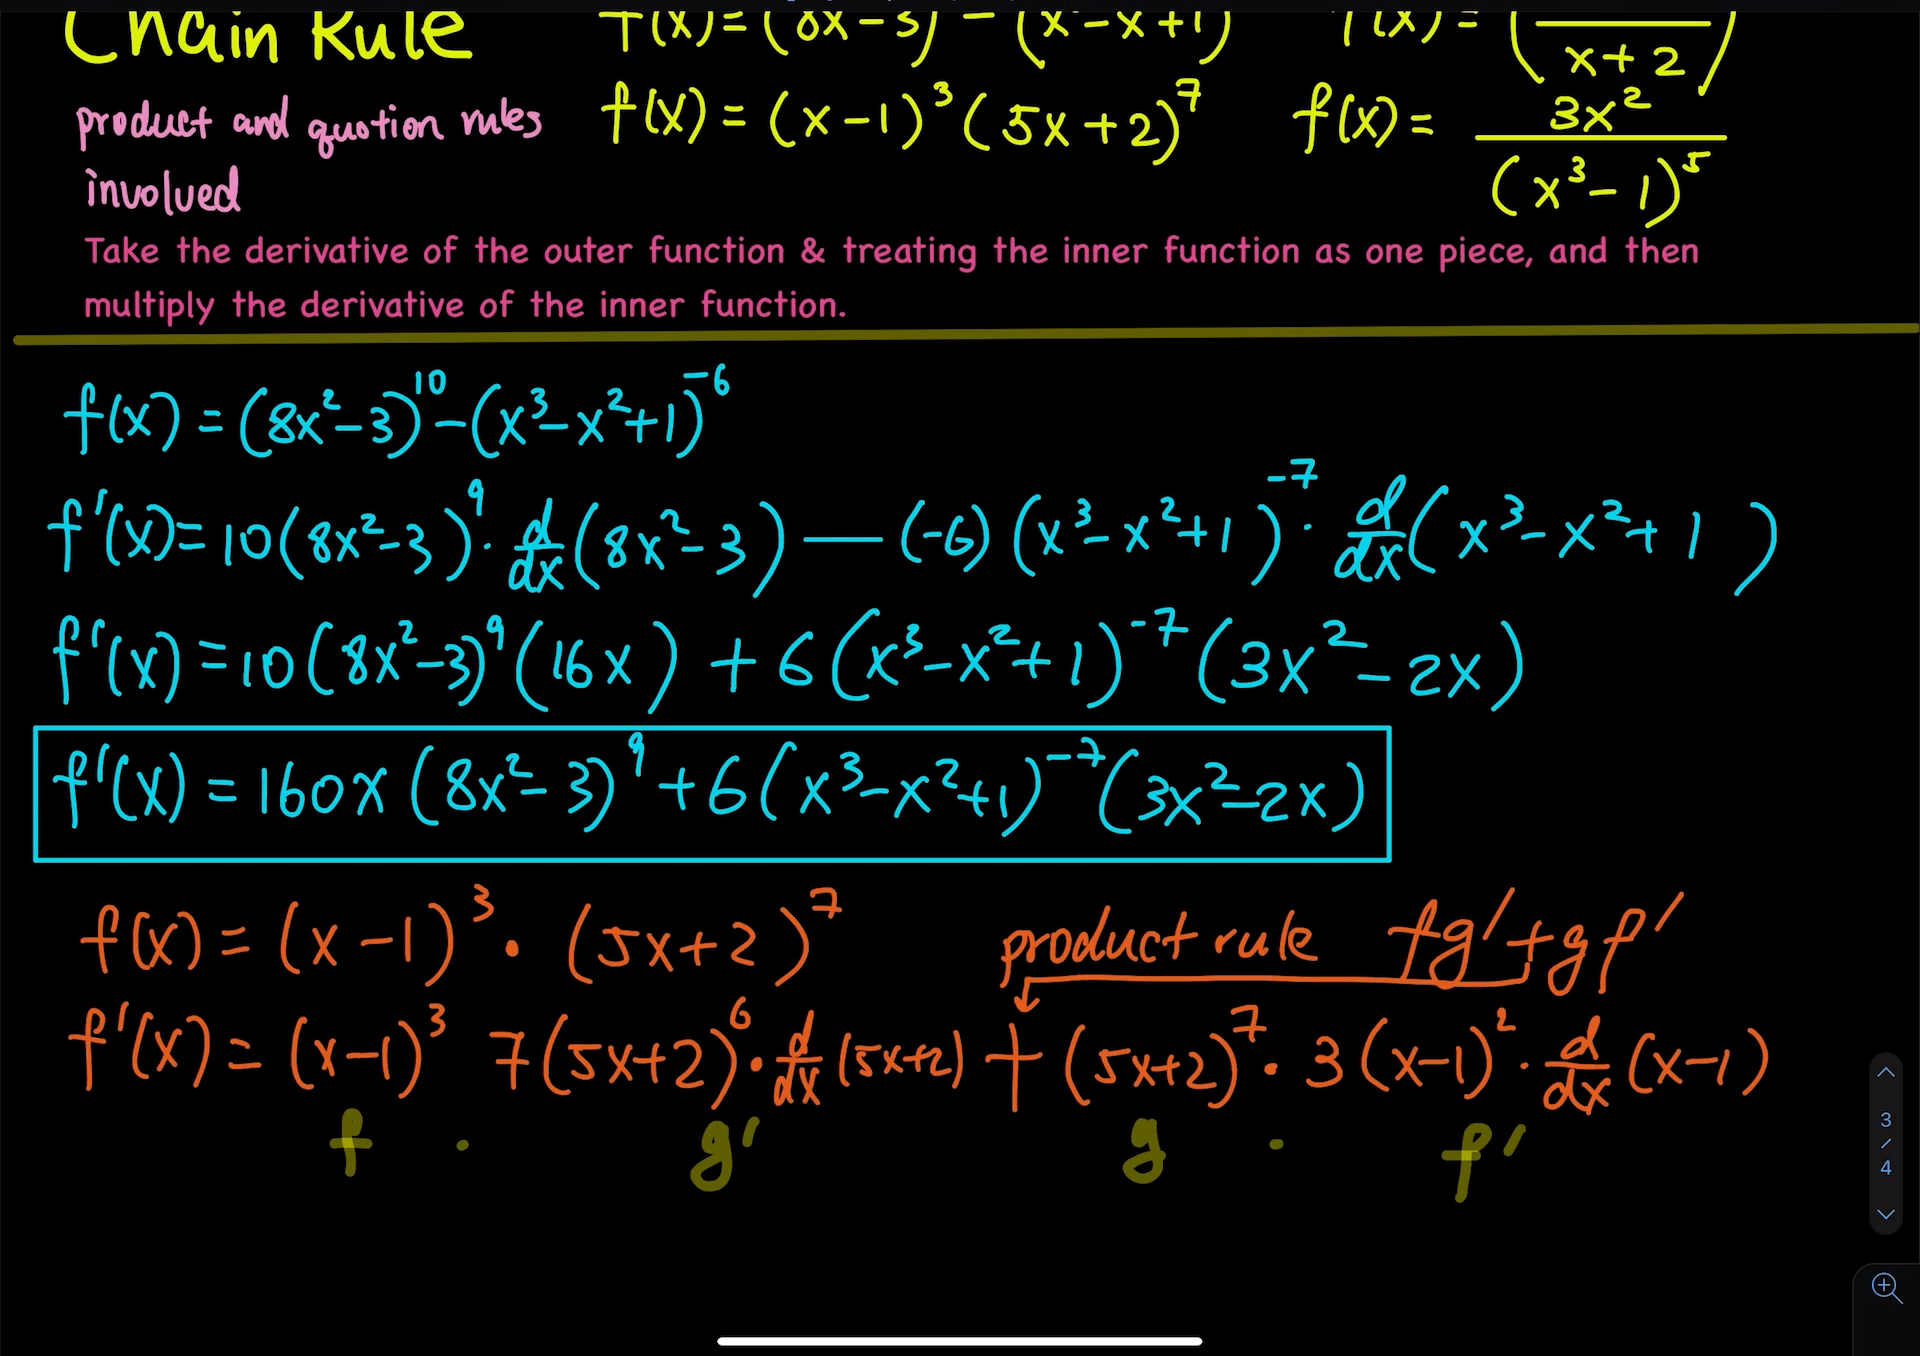 Chain Rule
f(x) = (8x - 3) - (x - x + 1)
f(x) = ( / x + 2 )
product and quotion rules
involved
f(x) = (x - 1)³ (5x + 2)⁷
f(x) = 3x² / (x³ - 1)⁵
Take the derivative of the outer function & treating the inner function as one piece, and then
multiply the derivative of the inner function.
f(x) = (8x² - 3)¹⁰ - (x³ - x² + 1)⁻⁶
f'(x) = 10(8x² - 3)⁹ · d/dx (8x² - 3) — (-6) (x³ - x² + 1)⁻⁷ · d/dx (x³ - x² + 1)
f'(x) = 10(8x² - 3)⁹ (16x) + 6(x³ - x² + 1)⁻⁷ (3x² - 2x)
f'(x) = 160x (8x² - 3)⁹ + 6(x³ - x² + 1)⁻⁷ (3x² - 2x)
f(x) = (x - 1)³ · (5x + 2)⁷
product rule fg' + gf'
f'(x) = (x - 1)³ 7(5x + 2)⁶ · d/dx (5x + 2) + (5x + 2)⁷ · 3(x - 1)² · d/dx (x - 1)
f · g' g · f'
3 / 4